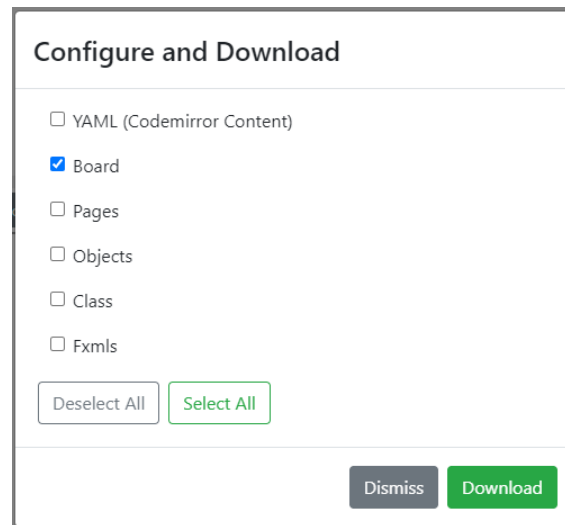 Configure and Download
YAML (Codemirror Content)
Board
Pages
Objects
Class
Fxmls
Deselect All Select All
Dismiss Download